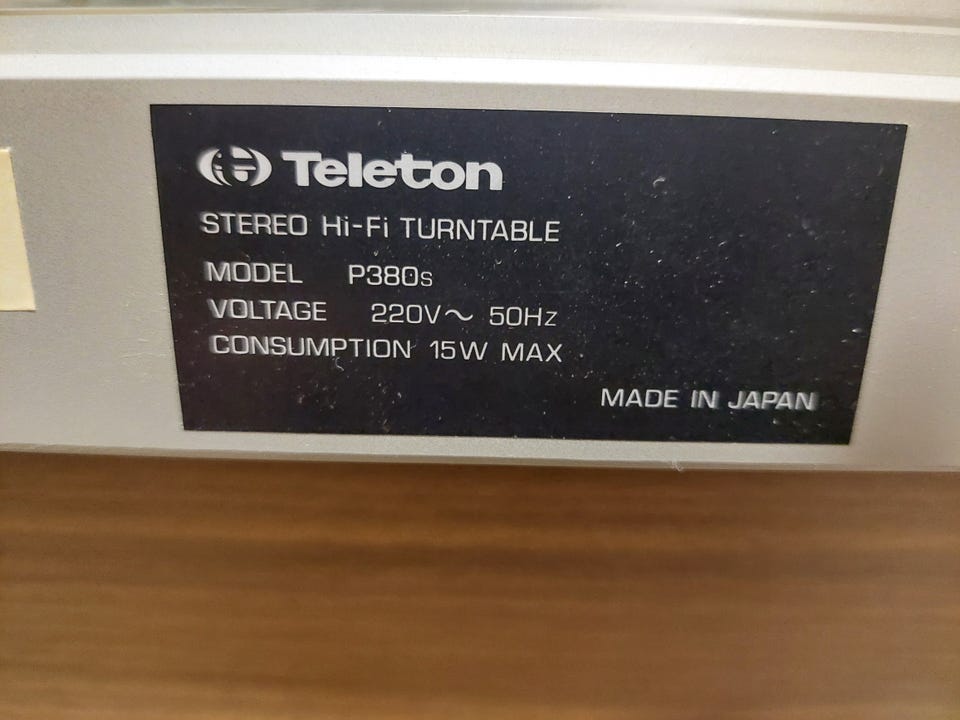 Teleton
STEREO Hi-Fi TURNTABLE
MODEL P380s
VOLTAGE 220V~ 50Hz
CONSUMPTION 15W MAX
MADE IN JAPAN